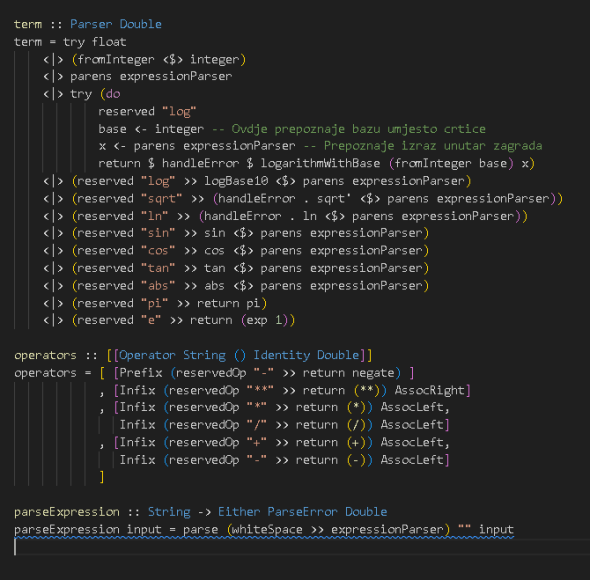 term :: Parser Double
term = try float
    <|> (fromInteger <$> integer)
    <|> parens expressionParser
    <|> try (do
            reserved "log"
            base <- integer -- Ovdje prepoznaje bazu umjesto crtice
            x <- parens expressionParser -- Prepoznaje izraz unutar zagrada
            return $ handleError $ logarithmWithBase (fromInteger base) x)
    <|> (reserved "log" >> logBase10 <$> parens expressionParser)
    <|> (reserved "sqrt" >> (handleError . sqrt' <$> parens expressionParser))
    <|> (reserved "ln" >> (handleError . ln <$> parens expressionParser))
    <|> (reserved "sin" >> sin <$> parens expressionParser)
    <|> (reserved "cos" >> cos <$> parens expressionParser)
    <|> (reserved "tan" >> tan <$> parens expressionParser)
    <|> (reserved "abs" >> abs <$> parens expressionParser)
    <|> (reserved "pi" >> return pi)
    <|> (reserved "e" >> return (exp 1))

operators :: [[Operator String () Identity Double]]
operators = [ [Prefix (reservedOp "-" >> return negate) ]
            , [Infix (reservedOp "**" >> return (**)) AssocRight]
            , [Infix (reservedOp "*" >> return (*)) AssocLeft,
               Infix (reservedOp "/" >> return (/)) AssocLeft]
            , [Infix (reservedOp "+" >> return (+)) AssocLeft,
               Infix (reservedOp "-" >> return (-)) AssocLeft]
            ]

parseExpression :: String -> Either ParseError Double
parseExpression input = parse (whiteSpace >> expressionParser) "" input